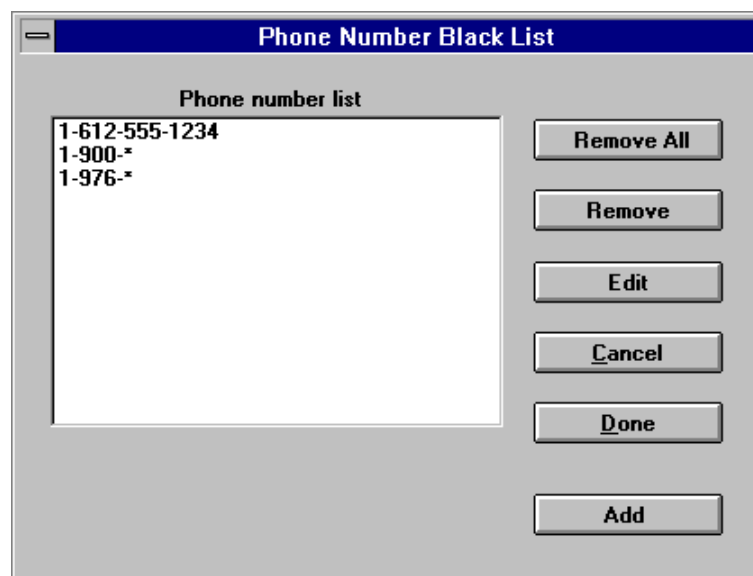 Phone Number Black List
Phone number list
1-612-555-1234
1-900-*
1-976-*
Remove All
Remove
Edit
Cancel
Done
Add